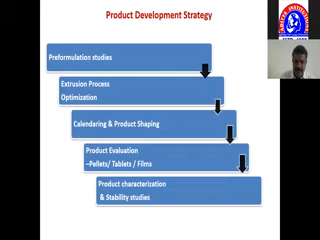 Product Development Strategy
Preformulation studies
Extrusion Process
Optimization
Calendaring & Product Shaping
Product Evaluation
–Pellets/ Tablets / Films
Product characterization
& Stability studies